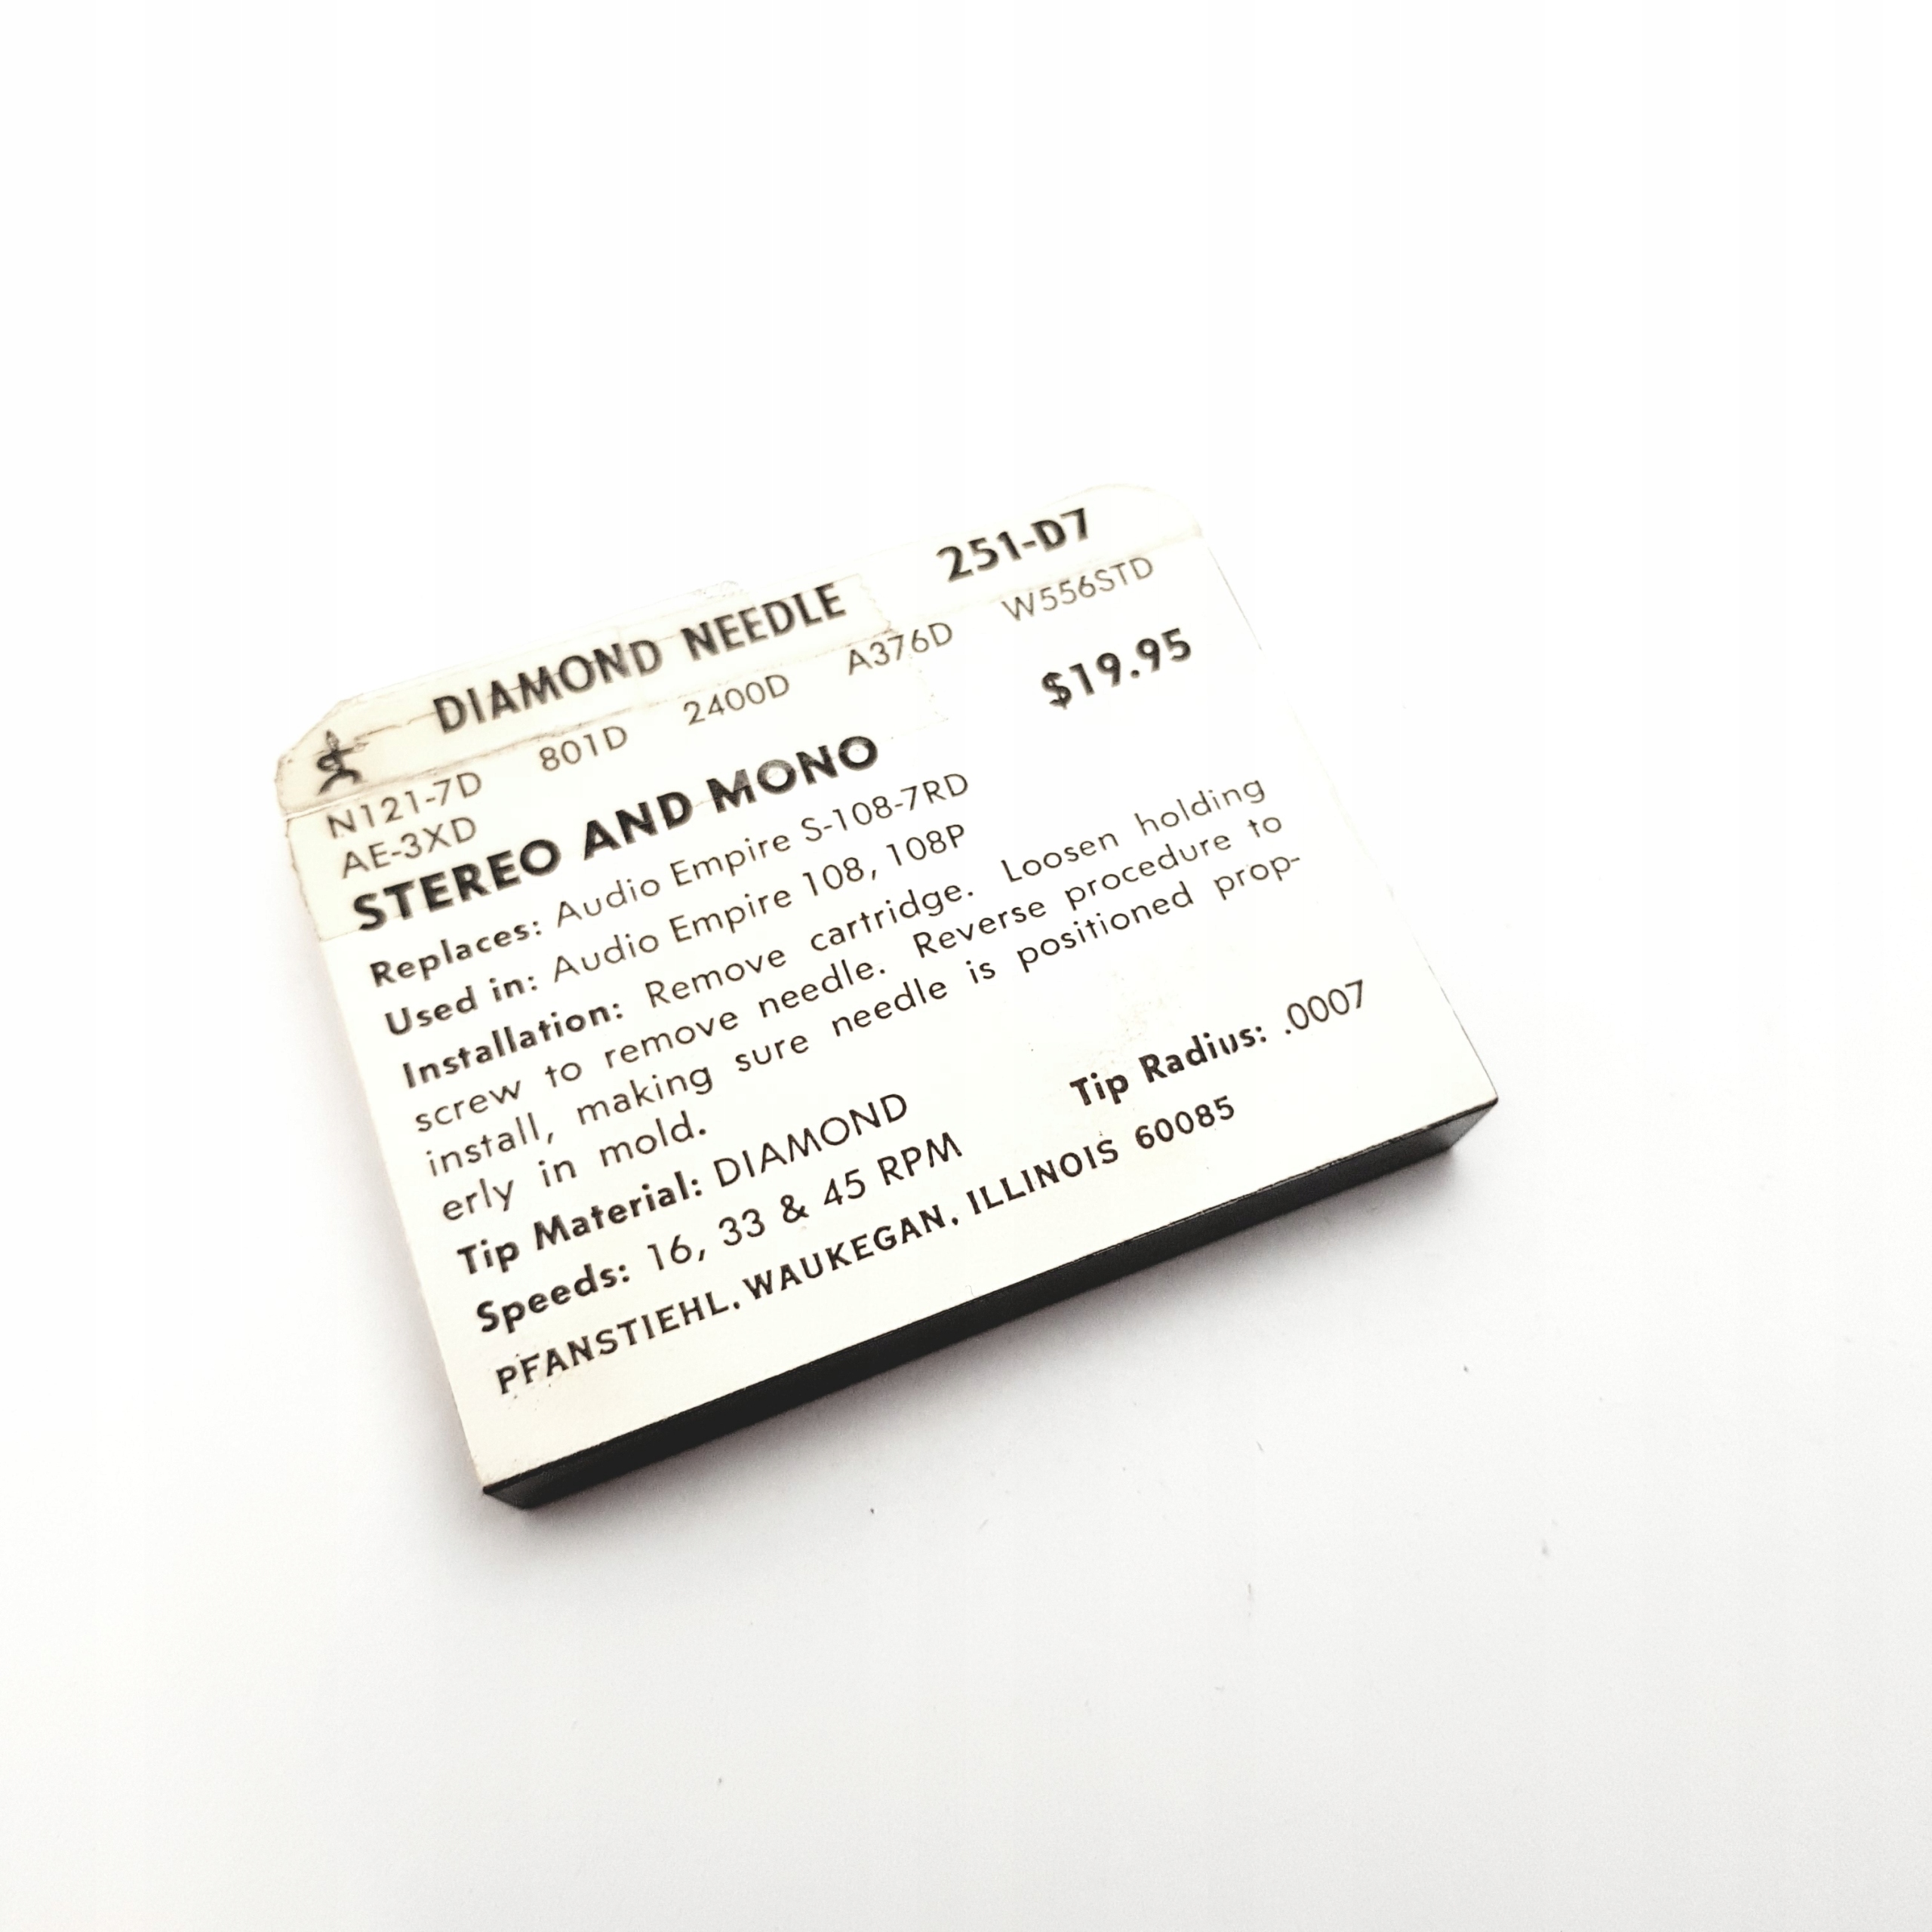 DIAMOND NEEDLE 251-D7
N121-7D 801D 2400D A376D W556STD
AE-3XD
$19.95
STEREO AND MONO
Replaces: Audio Empire S-108-7RD
Used in: Audio Empire 108, 108P
Installation: Remove cartridge. Loosen holding
screw to remove needle. Reverse procedure to
install, making sure needle is positioned prop-
erly in mold.
Tip Material: DIAMOND Tip Radius: .0007
Speeds: 16, 33 & 45 RPM
PFANSTIEHL, WAUKEGAN, ILLINOIS 60085